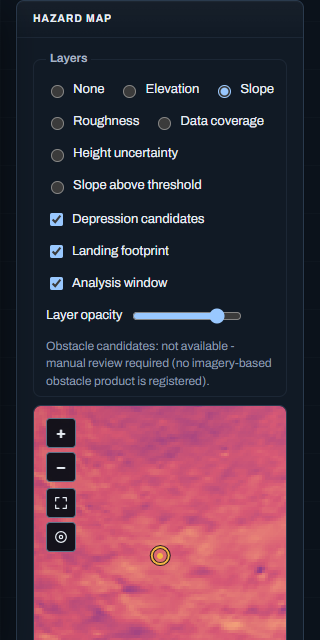 HAZARD MAP
Layers
None Elevation Slope
Roughness Data coverage
Height uncertainty
Slope above threshold
Depression candidates
Landing footprint
Analysis window
Layer opacity
Obstacle candidates: not available -
manual review required (no imagery-based
obstacle product is registered).
+
−